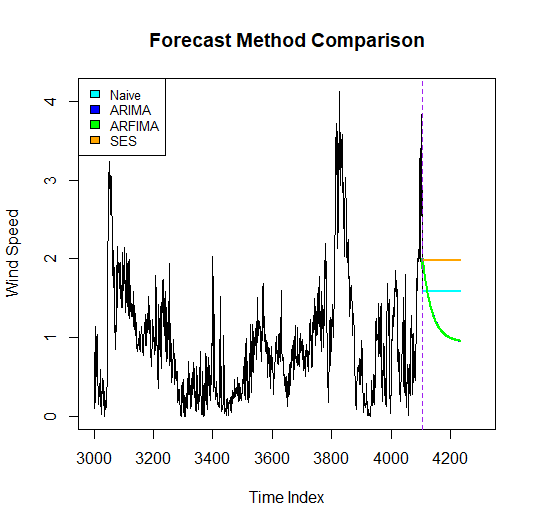 Forecast Method Comparison
Naive
ARIMA
ARFIMA
SES
4
3
2
1
0
Wind Speed
3000 3200 3400 3600 3800 4000 4200
Time Index